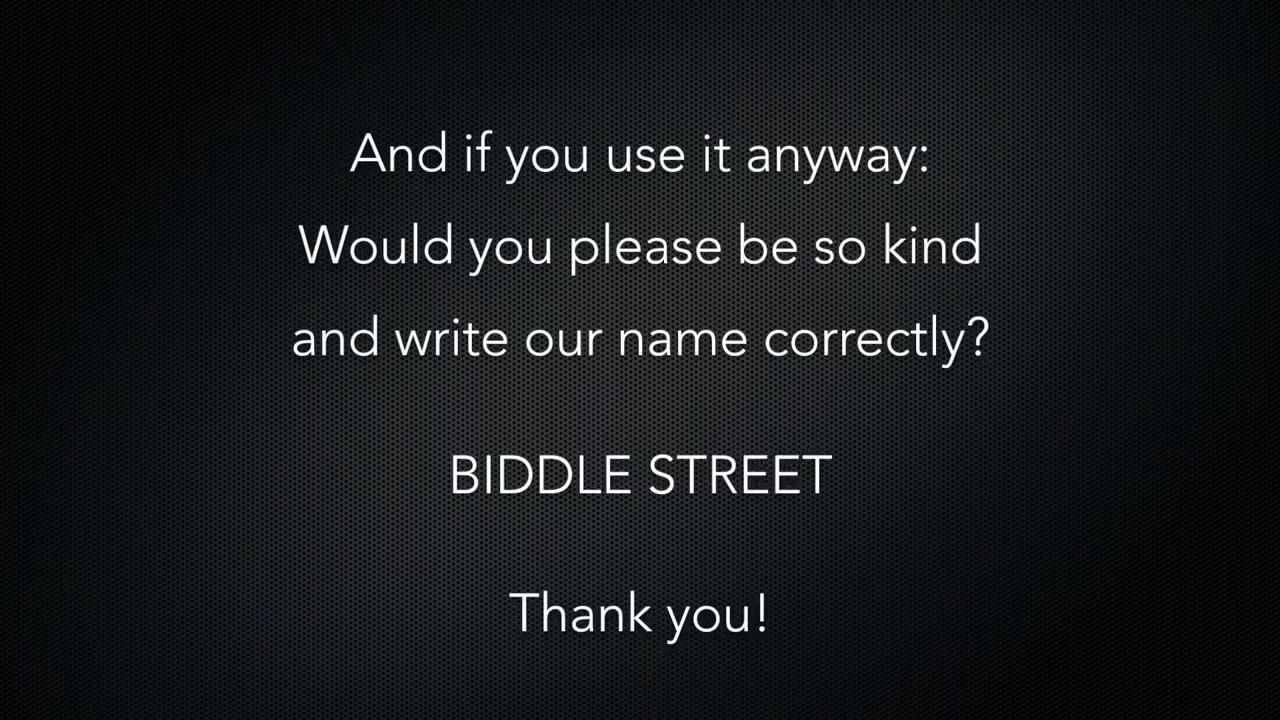 And if you use it anyway:
Would you please be so kind
and write our name correctly?
BIDDLE STREET
Thank you!